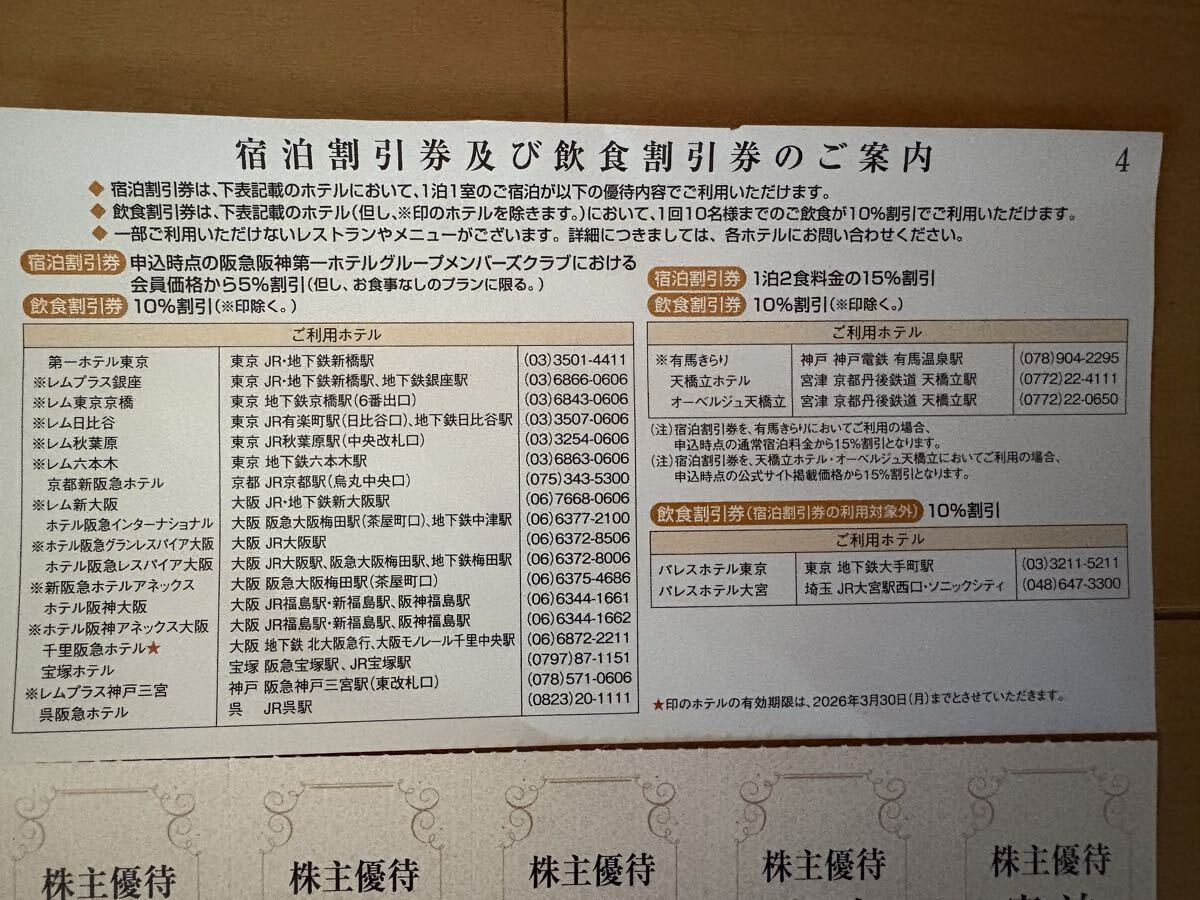 宿泊割引券及び飲食割引券のご案内
4
◆ 宿泊割引券は、下表記載のホテルにおいて、1泊1室のご宿泊が以下の優待内容でご利用いただけます。
◆ 飲食割引券は、下表記載のホテル(但し、※印のホテルを除きます。)において、1回10名様までのご飲食が10%割引でご利用いただけます。
◆ 一部ご利用いただけないレストランやメニューがございます。詳細につきましては、各ホテルにお問い合わせください。
宿泊割引券 申込時点の阪急阪神第一ホテルグループメンバーズクラブにおける
会員価格から5%割引(但し、お食事なしのプランに限る。)
飲食割引券 10%割引(※印除く。)
ご利用ホテル
第一ホテル東京 東京 JR・地下鉄新橋駅 (03)3501-4411
※レムプラス銀座 東京 JR・地下鉄新橋駅、地下鉄銀座駅 (03)6866-0606
※レム東京京橋 東京 地下鉄京橋駅(6番出口) (03)6843-0606
※レム日比谷 東京 JR有楽町駅(日比谷口)、地下鉄日比谷駅 (03)3507-0606
※レム秋葉原 東京 JR秋葉原駅(中央改札口) (03)3254-0606
※レム六本木 東京 地下鉄六本木駅 (03)6863-0606
京都新阪急ホテル 京都 JR京都駅(烏丸中央口) (075)343-5300
※レム新大阪 大阪 JR・地下鉄新大阪駅 (06)7668-0606
ホテル阪急インターナショナル 大阪 阪急大阪梅田駅(茶屋町口)、地下鉄中津駅 (06)6377-2100
※ホテル阪急グランレスパイア大阪 大阪 JR大阪駅 (06)6372-8506
ホテル阪急レスパイア大阪 大阪 JR大阪駅、阪急大阪梅田駅、地下鉄梅田駅 (06)6372-8006
※新阪急ホテルアネックス 大阪 阪急大阪梅田駅(茶屋町口) (06)6375-4686
ホテル阪神大阪 大阪 JR福島駅・新福島駅、阪神福島駅 (06)6344-1661
※ホテル阪神アネックス大阪 大阪 JR福島駅・新福島駅、阪神福島駅 (06)6344-1662
千里阪急ホテル★ 大阪 地下鉄 北大阪急行、大阪モノレール千里中央駅 (06)6872-2211
宝塚ホテル 宝塚 阪急宝塚駅、JR宝塚駅 (0797)87-1151
※レムプラス神戸三宮 神戸 阪急神戸三宮駅(東改札口) (078)571-0606
呉阪急ホテル 呉 JR呉駅 (0823)20-1111
宿泊割引券 1泊2食料金の15%割引
飲食割引券 10%割引(※印除く。)
ご利用ホテル
※有馬きらり 神戸 神戸電鉄 有馬温泉駅 (078)904-2295
天橋立ホテル 宮津 京都丹後鉄道 天橋立駅 (0772)22-4111
オーベルジュ天橋立 宮津 京都丹後鉄道 天橋立駅 (0772)22-0650
(注)宿泊割引券を、有馬きらりにおいてご利用の場合、
申込時点の通常宿泊料金から15%割引となります。
(注)宿泊割引券を、天橋立ホテル・オーベルジュ天橋立においてご利用の場合、
申込時点の公式サイト掲載価格から15%割引となります。
飲食割引券(宿泊割引券の利用対象外) 10%割引
ご利用ホテル
パレスホテル東京 東京 地下鉄大手町駅 (03)3211-5211
パレスホテル大宮 埼玉 JR大宮駅西口・ソニックシティ (048)647-3300
★印のホテルの有効期限は、2026年3月30日(月)までとさせていただきます。
株主優待 株主優待 株主優待 株主優待 株主優待